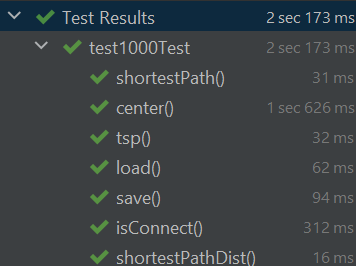 Test Results 2 sec 173 ms
test1000Test 2 sec 173 ms
shortestPath() 31 ms
center() 1 sec 626 ms
tsp() 32 ms
load() 62 ms
save() 94 ms
isConnect() 312 ms
shortestPathDist() 16 ms